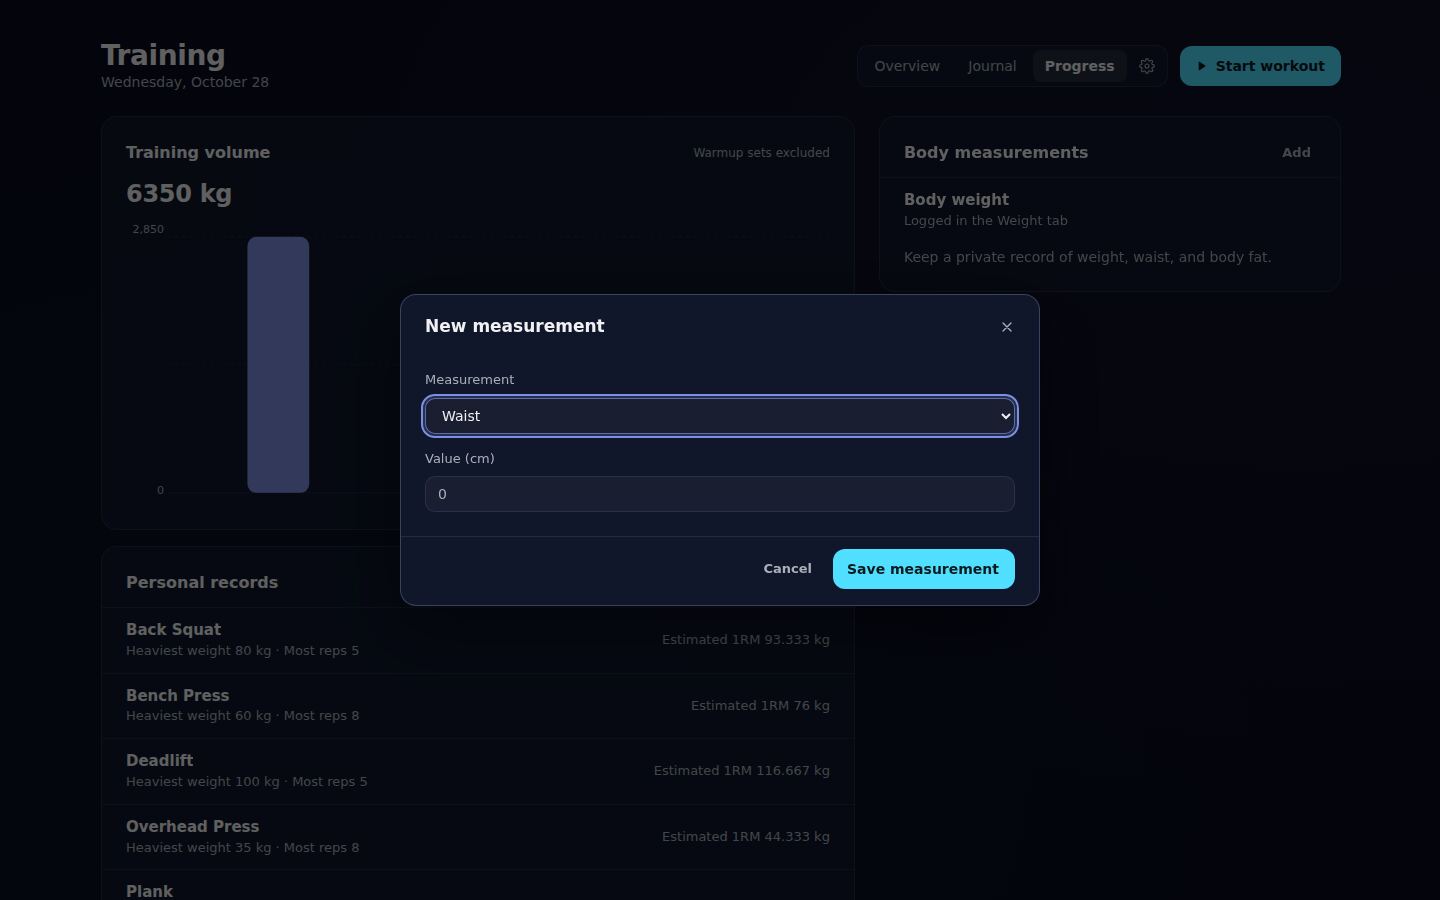 Training
Wednesday, October 28
Overview
Journal
Progress
Start workout
Training volume
Warmup sets excluded
6350 kg
2,850
0
Body measurements
Add
Body weight
Logged in the Weight tab
Keep a private record of weight, waist, and body fat.
New measurement
Measurement
Waist
Value (cm)
0
Cancel
Save measurement
Personal records
Back Squat
Heaviest weight 80 kg · Most reps 5
Estimated 1RM 93.333 kg
Bench Press
Heaviest weight 60 kg · Most reps 8
Estimated 1RM 76 kg
Deadlift
Heaviest weight 100 kg · Most reps 5
Estimated 1RM 116.667 kg
Overhead Press
Heaviest weight 35 kg · Most reps 8
Estimated 1RM 44.333 kg
Plank